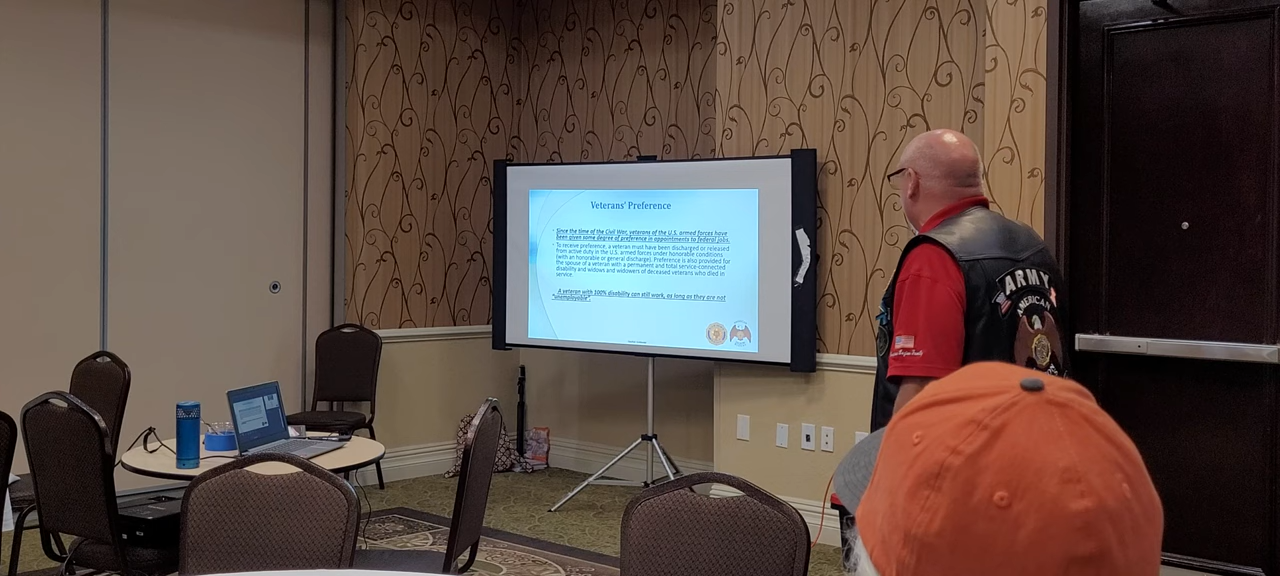 Veterans' Preference
Since the time of the Civil War, veterans of the U.S. armed forces have
been given some degree of preference in appointments to federal jobs.
To receive preference, a veteran must have been discharged or released
from active duty in the U.S. armed forces under honorable conditions
(with an honorable or general discharge). Preference is also provided for
the spouse of a veteran with a permanent and total service-connected
disability and widows and widowers of deceased veterans who died in
service.
A veteran with 100% disability can still work, as long as they are not
"unemployable".
ARMY
AMERICAN